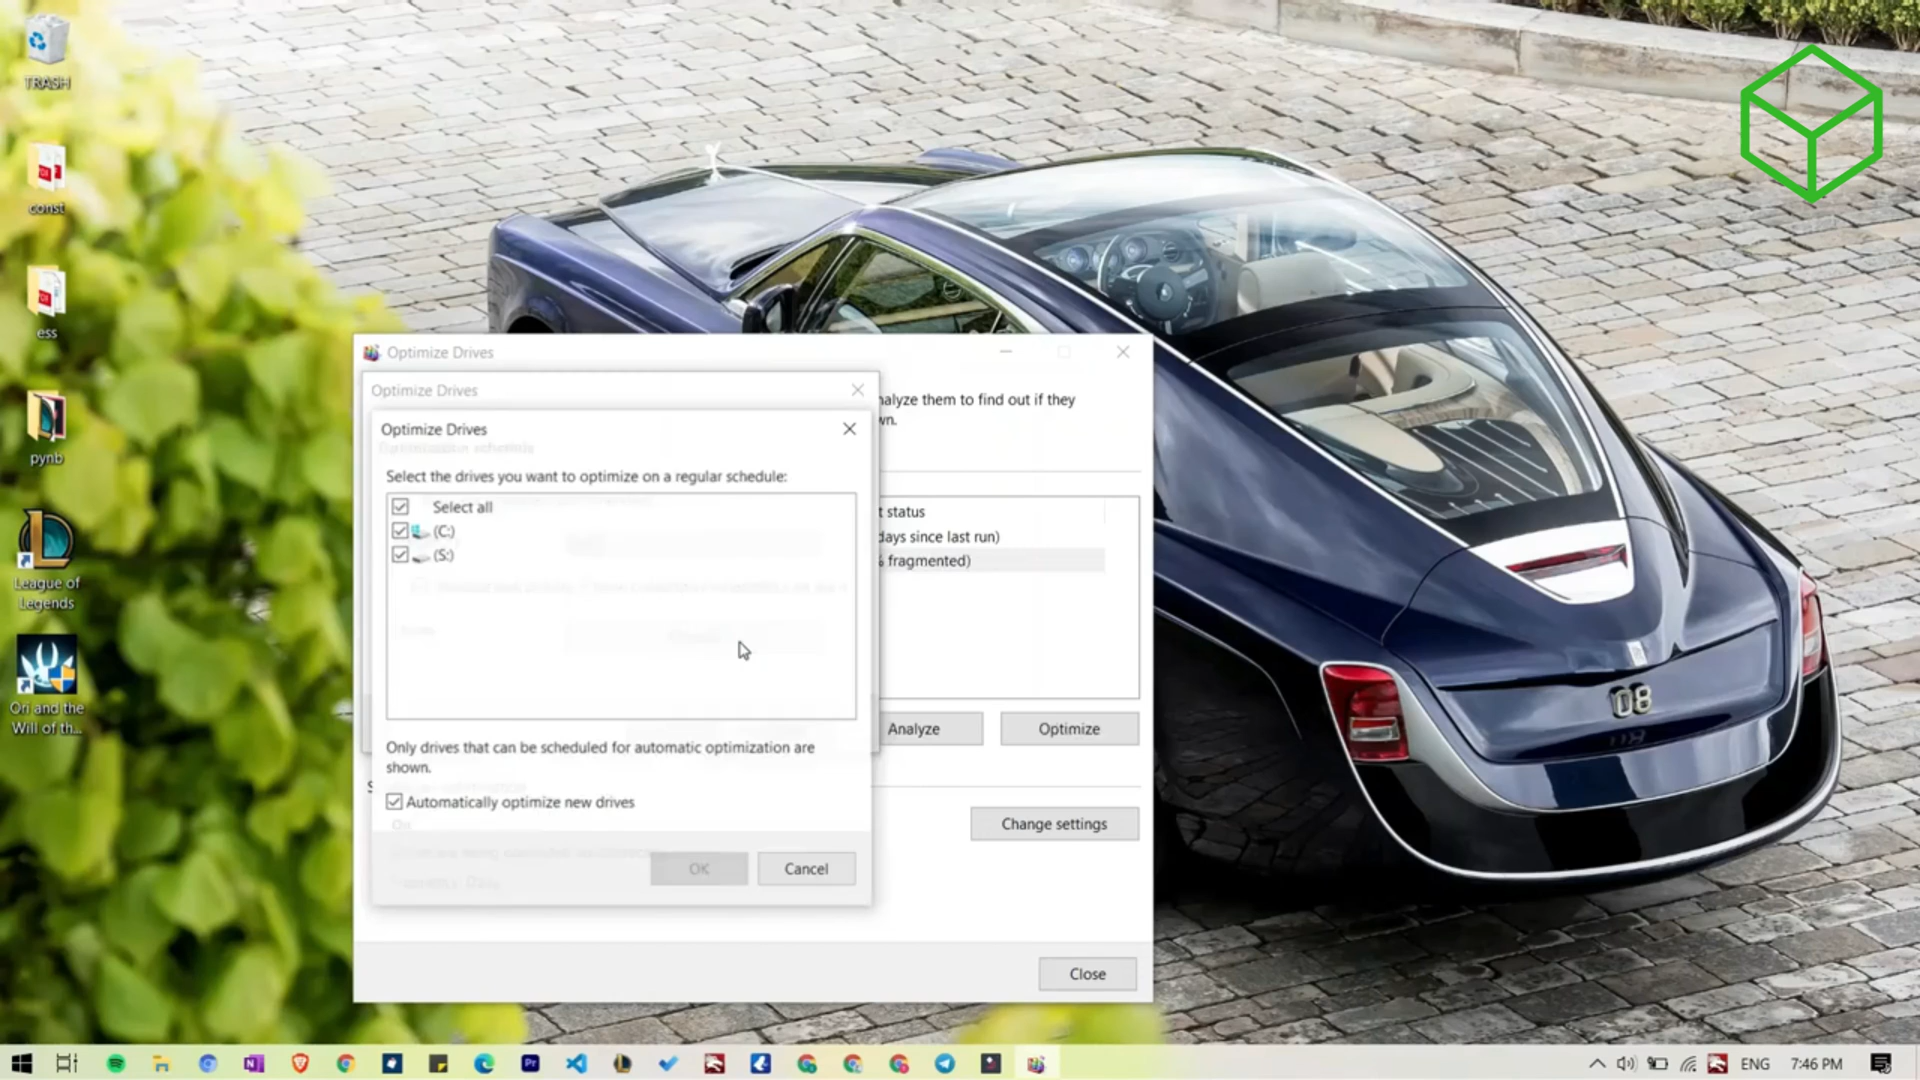 TRASH
const
ess
pynb
League of
Legends
Ori and the
Will of th...
Optimize Drives
Optimize Drives
Optimize Drives
Select the drives you want to optimize on a regular schedule:
Select all
(C:)
(S:)
Only drives that can be scheduled for automatic optimization are
shown.
Automatically optimize new drives
OK
Cancel
nalyze them to find out if they
wn.
t status
days since last run)
% fragmented)
Analyze
Optimize
Change settings
Close
08
ENG
7:46 PM